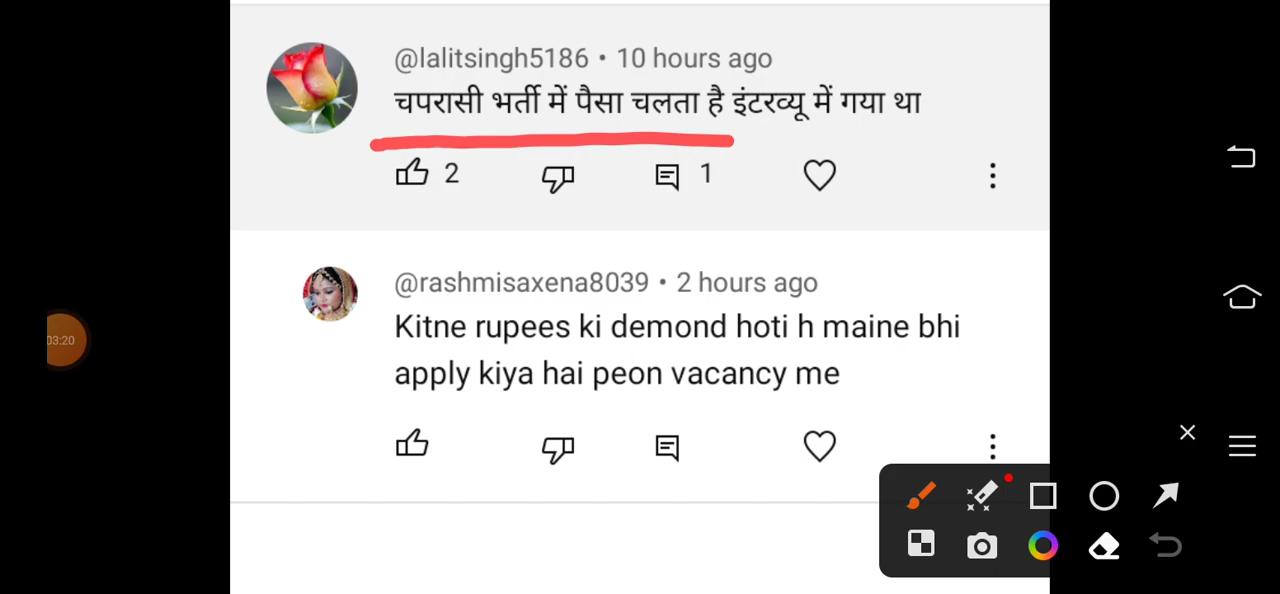 @lalitsingh5186 • 10 hours ago
चपरासी भर्ती में पैसा चलता है इंटरव्यू में गया था
2
1
@rashmisaxena8039 • 2 hours ago
Kitne rupees ki demond hoti h maine bhi
apply kiya hai peon vacancy me
03:20